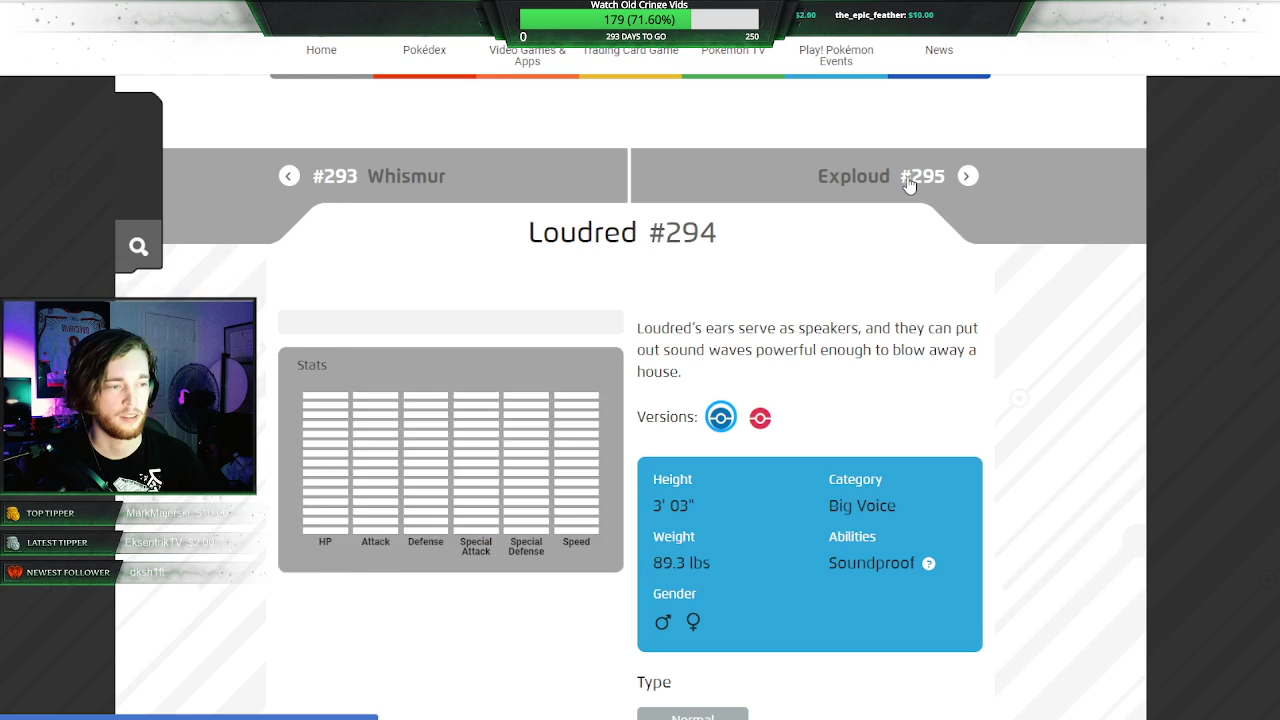 Watch Old Cringe Vids
179 (71.60%)
0 293 DAYS TO GO 250
$2.00 the_epic_feather: $10.00
Home Pokédex Video Games & Apps Trading Card Game Pokémon TV Play! Pokémon Events News
#293 Whismur
Exploud #295
Loudred #294
Loudred's ears serve as speakers, and they can put
out sound waves powerful enough to blow away a
house.
Versions:
Stats
HP Attack Defense Special Attack Special Defense Speed
Height
3' 03"
Category
Big Voice
Weight
89.3 lbs
Abilities
Soundproof ?
Gender
Type
Normal
TOP TIPPER
LATEST TIPPER EksentrikTV $2.00
NEWEST FOLLOWER